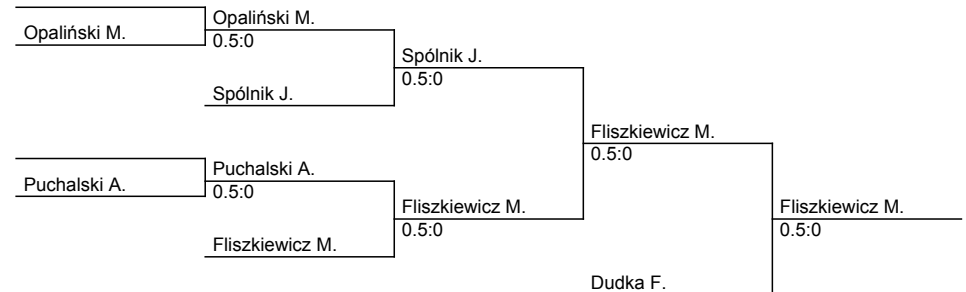 Opaliński M.
Opaliński M.
0.5:0
Spólnik J.
Spólnik J.
0.5:0
Fliszkiewicz M.
0.5:0
Puchalski A.
Puchalski A.
0.5:0
Fliszkiewicz M.
Fliszkiewicz M.
0.5:0
Fliszkiewicz M.
0.5:0
Dudka F.